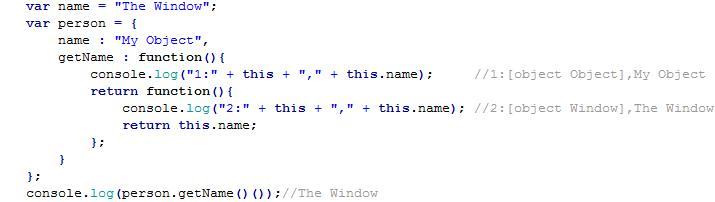 var name = "The Window";
var person = {
    name : "My Object",
    getName : function(){
        console.log("1:" + this + "," + this.name);     //1:[object Object],My Object
        return function(){
            console.log("2:" + this + "," + this.name); //2:[object Window],The Window
            return this.name;
        };
    }
};
console.log(person.getName()());//The Window